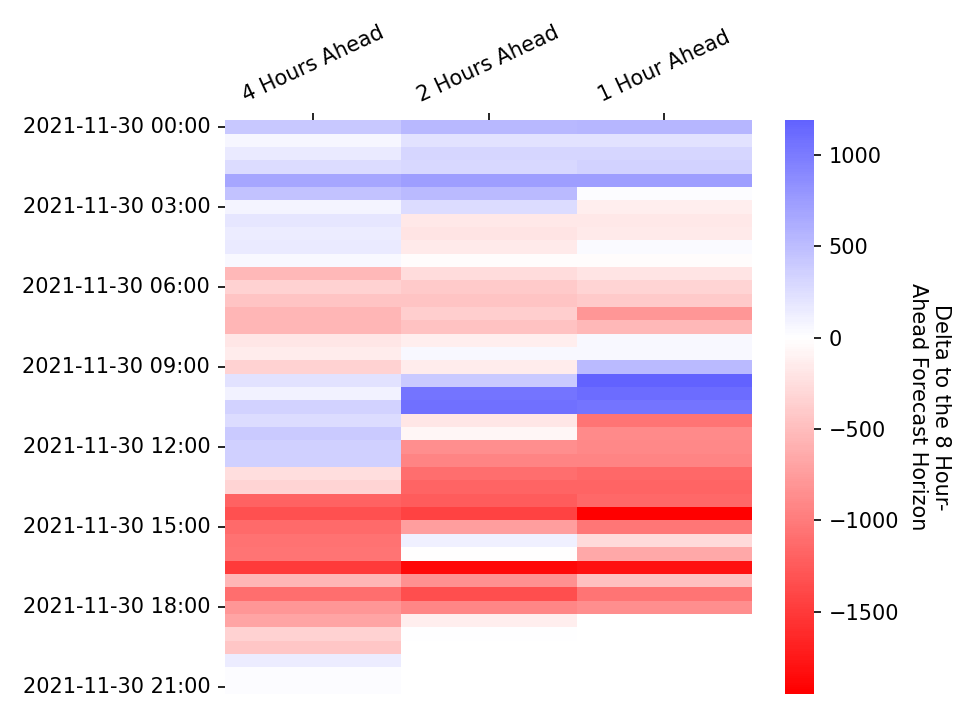 4 Hours Ahead
2 Hours Ahead
1 Hour Ahead
2021-11-30 00:00
2021-11-30 03:00
2021-11-30 06:00
2021-11-30 09:00
2021-11-30 12:00
2021-11-30 15:00
2021-11-30 18:00
2021-11-30 21:00
1000
500
0
−500
−1000
−1500
Delta to the 8 Hour-
Ahead Forecast Horizon